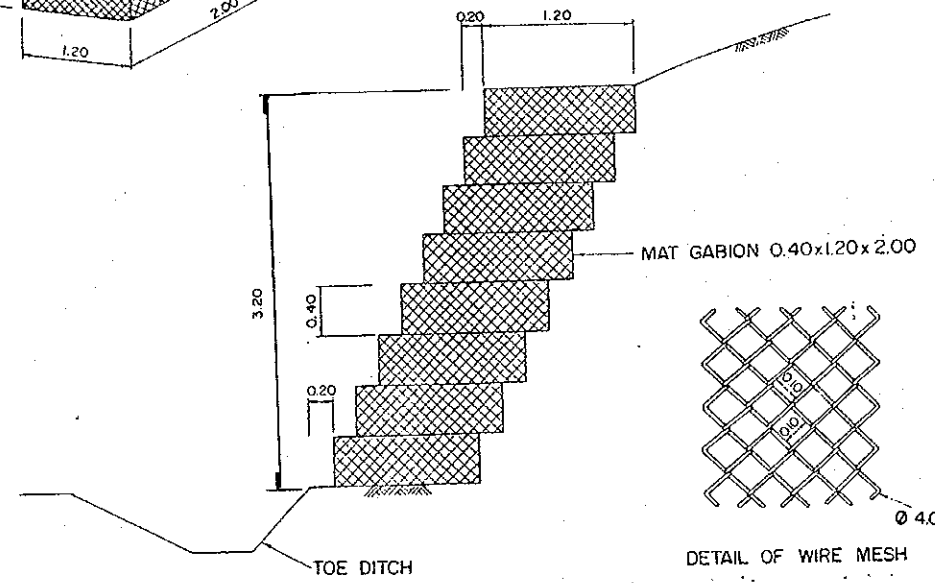 2.00
1.20
0.20
1.20
MAT GABION 0.40x1.20x2.00
3.20
0.40
0.20
0.10
0.10
Ø 4.0
TOE DITCH
DETAIL OF WIRE MESH